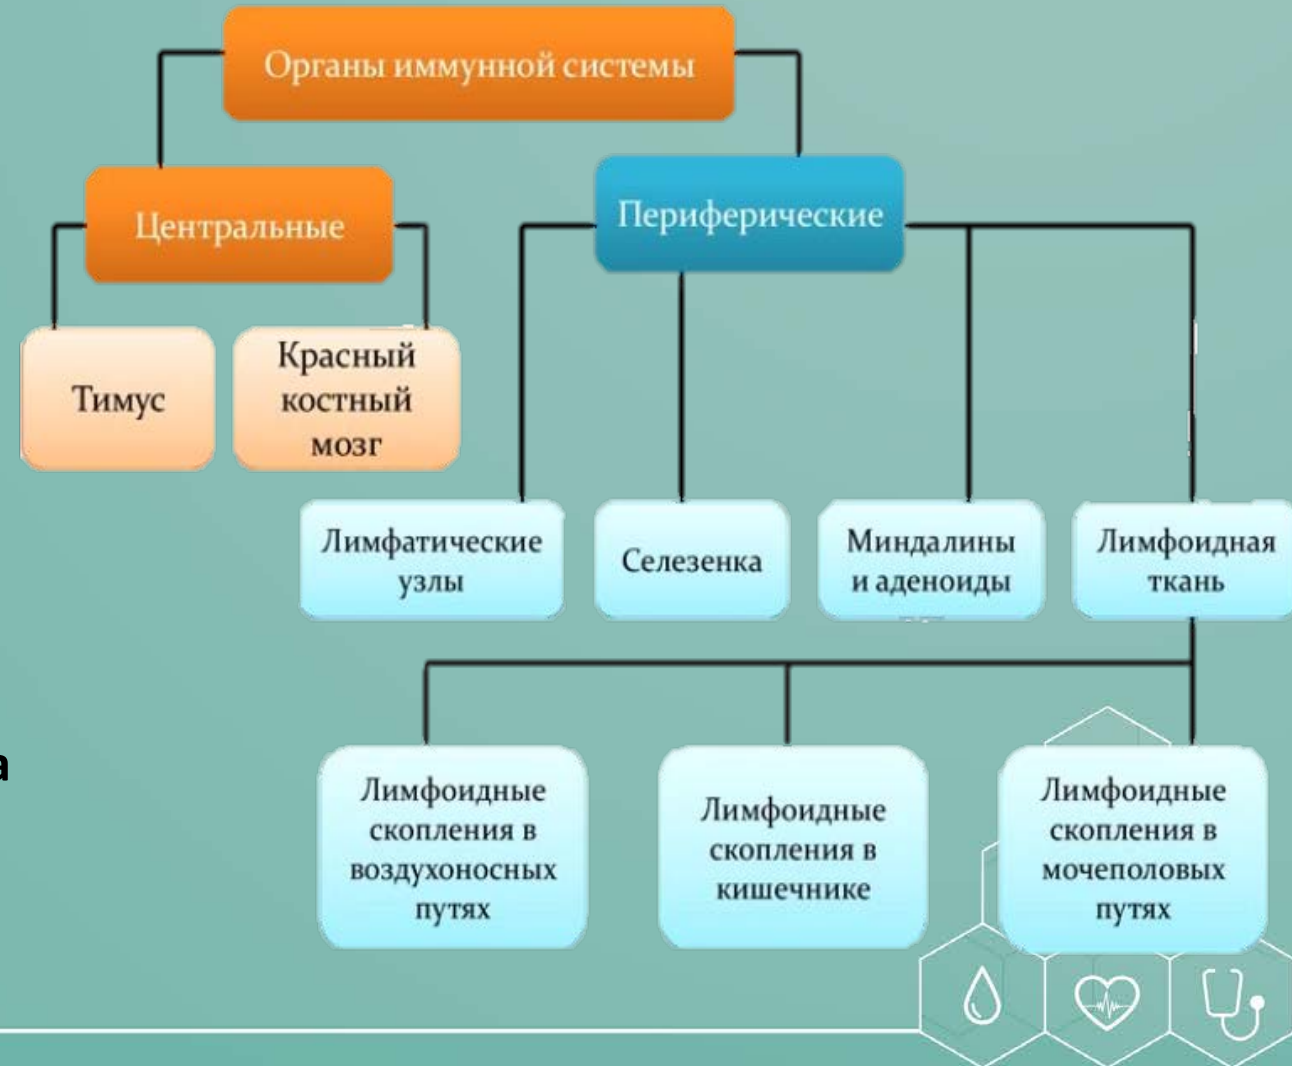 Органы иммунной системы
Центральные
Периферические
Тимус
Красный
костный
мозг
Лимфатические
узлы
Селезенка
Миндалины
и аденоиды
Лимфоидная
ткань
а
Лимфоидные
скопления в
воздухоносных
путях
Лимфоидные
скопления в
кишечнике
Лимфоидные
скопления в
мочеполовых
путях